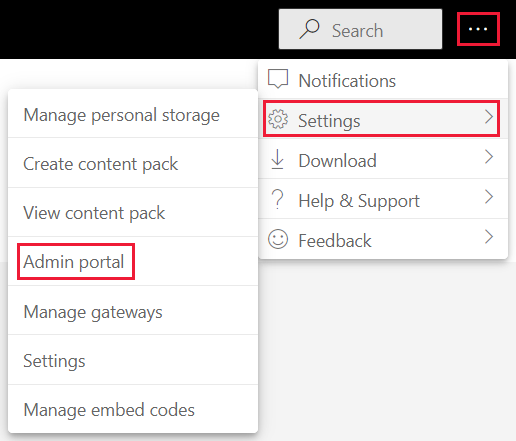 Search
...
Notifications
Settings
Download
Help & Support
Feedback
Manage personal storage
Create content pack
View content pack
Admin portal
Manage gateways
Settings
Manage embed codes